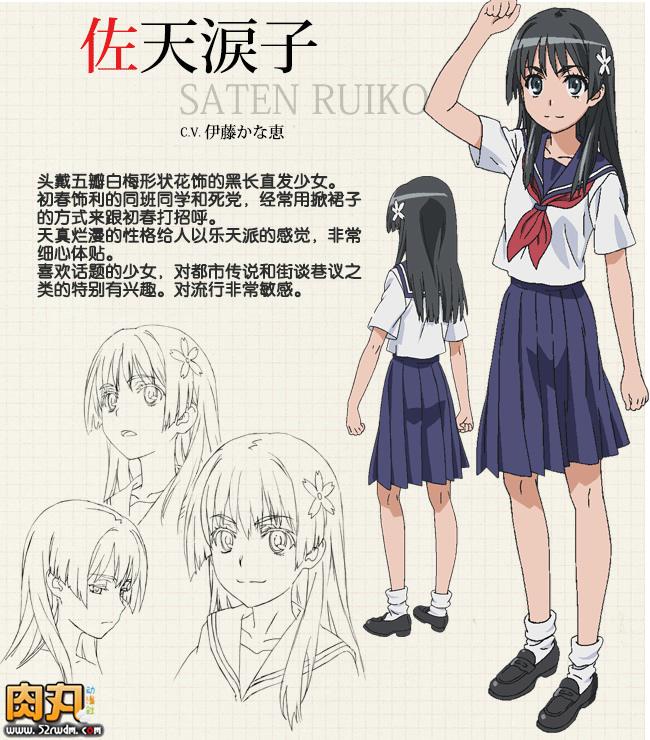 佐天涙子
SATEN RUIKO
C.V. 伊藤かな恵
头戴五瓣白梅形状花饰的黑长直发少女。
初春饰利的同班同学和死党，经常用掀裙子
的方式来跟初春打招呼。
天真烂漫的性格给人以乐天派的感觉，非常
细心体贴。
喜欢话题的少女，对都市传说和街谈巷议之
类的特别有兴趣。对流行非常敏感。
肉丸
动漫社
www.52rwdm.com